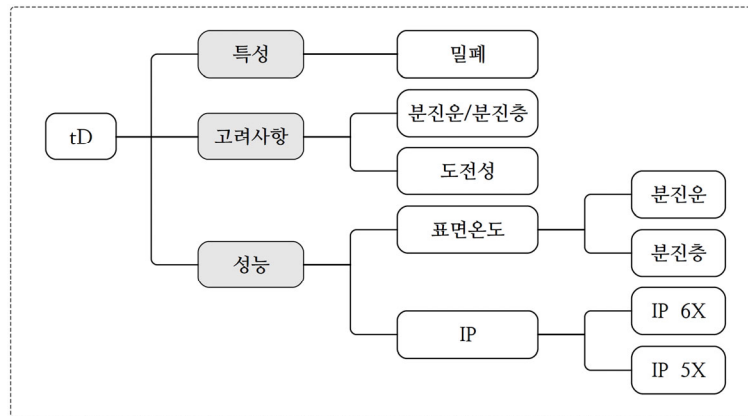 tD
특성
밀폐
고려사항
분진운/분진층
도전성
성능
표면온도
분진운
분진층
IP
IP 6X
IP 5X